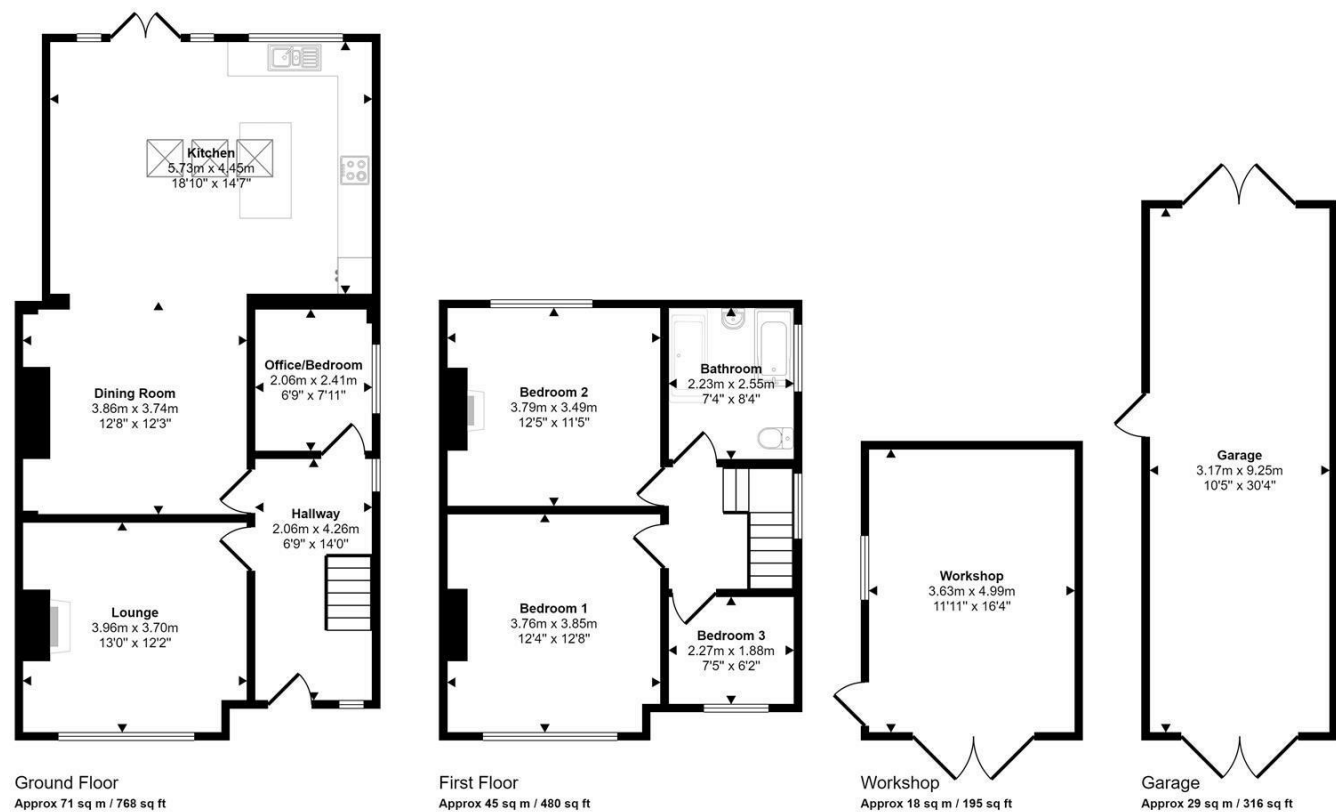 Kitchen
5.73m x 4.45m
18'10" x 14'7"
Office/Bedroom
2.06m x 2.41m
6'9" x 7'11"
Dining Room
3.86m x 3.74m
12'8" x 12'3"
Hallway
2.06m x 4.26m
6'9" x 14'0"
Lounge
3.96m x 3.70m
13'0" x 12'2"
Ground Floor
Approx 71 sq m / 768 sq ft
Bedroom 2
3.79m x 3.49m
12'5" x 11'5"
Bathroom
2.23m x 2.55m
7'4" x 8'4"
Bedroom 1
3.76m x 3.85m
12'4" x 12'8"
Bedroom 3
2.27m x 1.88m
7'5" x 6'2"
First Floor
Approx 45 sq m / 480 sq ft
Workshop
3.63m x 4.99m
11'11" x 16'4"
Workshop
Approx 18 sq m / 195 sq ft
Garage
3.17m x 9.25m
10'5" x 30'4"
Garage
Approx 29 sq m / 316 sq ft